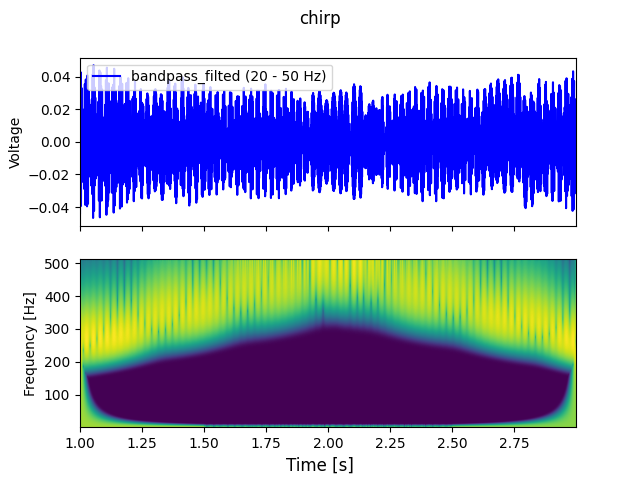 chirp
bandpass_filted (20 - 50 Hz)
Voltage
0.04
0.02
0.00
−0.02
−0.04
Frequency [Hz]
500
400
300
200
100
1.00 1.25 1.50 1.75 2.00 2.25 2.50 2.75
Time [s]